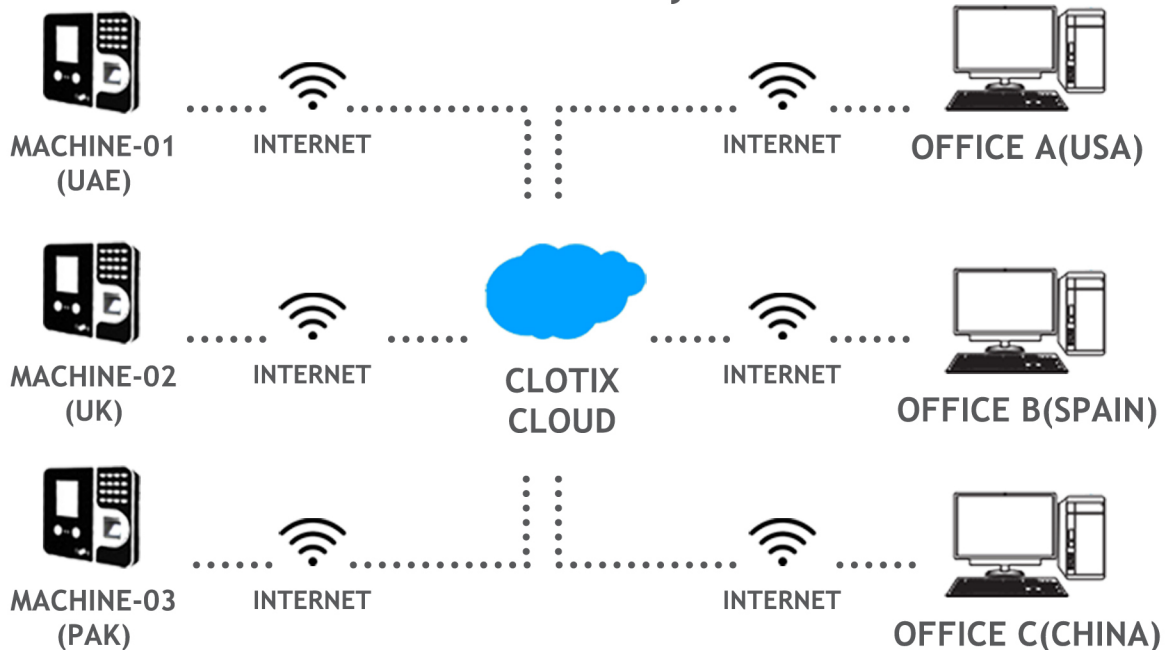 MACHINE-01
(UAE)
INTERNET
INTERNET
OFFICE A(USA)
MACHINE-02
(UK)
INTERNET
CLOTIX
CLOUD
INTERNET
OFFICE B(SPAIN)
MACHINE-03
(PAK)
INTERNET
INTERNET
OFFICE C(CHINA)